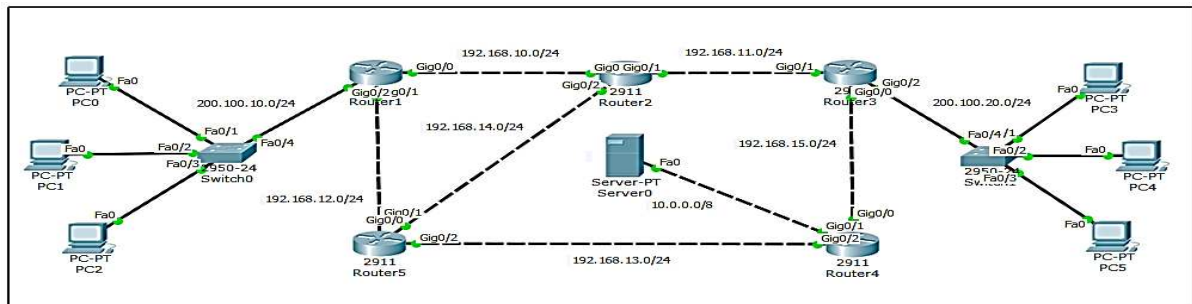 192.168.10.0/24
192.168.11.0/24
Gig0/0
Gig0
Gig0/1
Gig0/1
Gig0/2
Gig0/2
g0/1
Router1
Gig0/2
2911
Router2
Router3
Gig0/2
Gig0/0
Fa0
PC-PT
PC0
200.100.10.0/24
200.100.20.0/24
Fa0
PC-PT
PC3
192.168.14.0/24
192.168.15.0/24
Fa0/1
Fa0/4
Fa0/2
Fa0/3
2950-24
Switch0
Fa0
PC-PT
PC1
Fa0
Server-PT
Server0
10.0.0.0/8
Fa0/4
/1
Fa0/2
Fa0/3
2950-24
Fa0
PC-PT
PC4
192.168.12.0/24
Fa0
PC-PT
PC2
Gig0/1
Gig0/0
Gig0/2
2911
Router5
192.168.13.0/24
Gig0/0
Gig0/1
Gig0/2
2911
Router4
Fa0
PC-PT
PC5